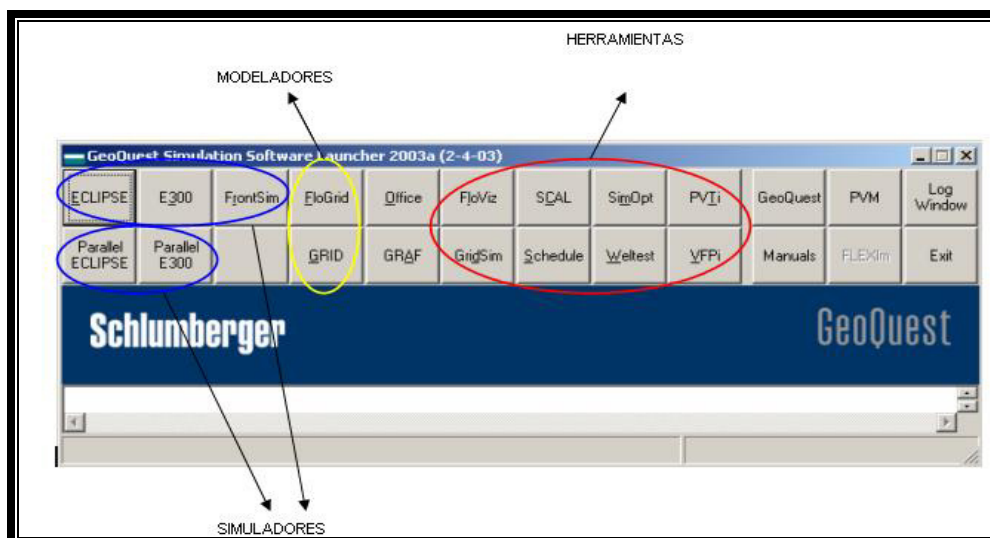 HERRAMIENTAS
MODELADORES
GeoQuest Simulation Software Launcher 2003a (2-4-03)
ECLIPSE E300 FrontSim FloGrid Office FloViz SCAL SimOpt PVTi GeoQuest PVM Log Window
Parallel ECLIPSE Parallel E300 GRID GRAF GridSim Schedule Weltest VFPi Manuals FLEXlm Exit
Schlumberger GeoQuest
SIMULADORES